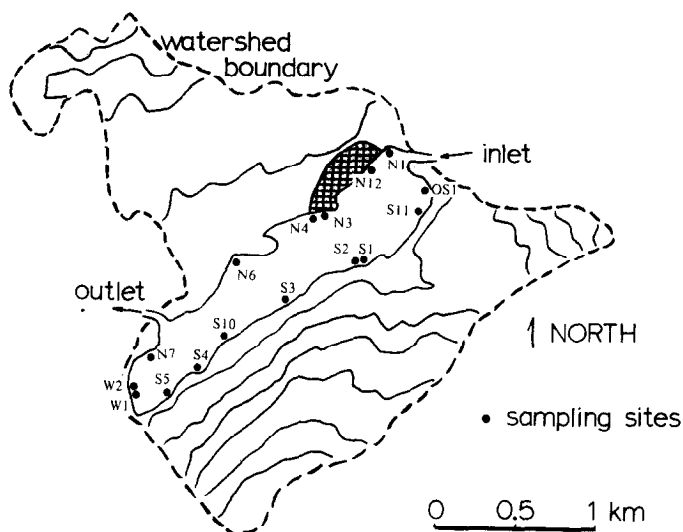 watershed
boundary
inlet
N1
N12
OS1
S11
N4
N3
S2
S1
N6
S3
outlet
S10
NORTH
N7
S4
W2
S5
W1
sampling sites
0
0.5
1 km